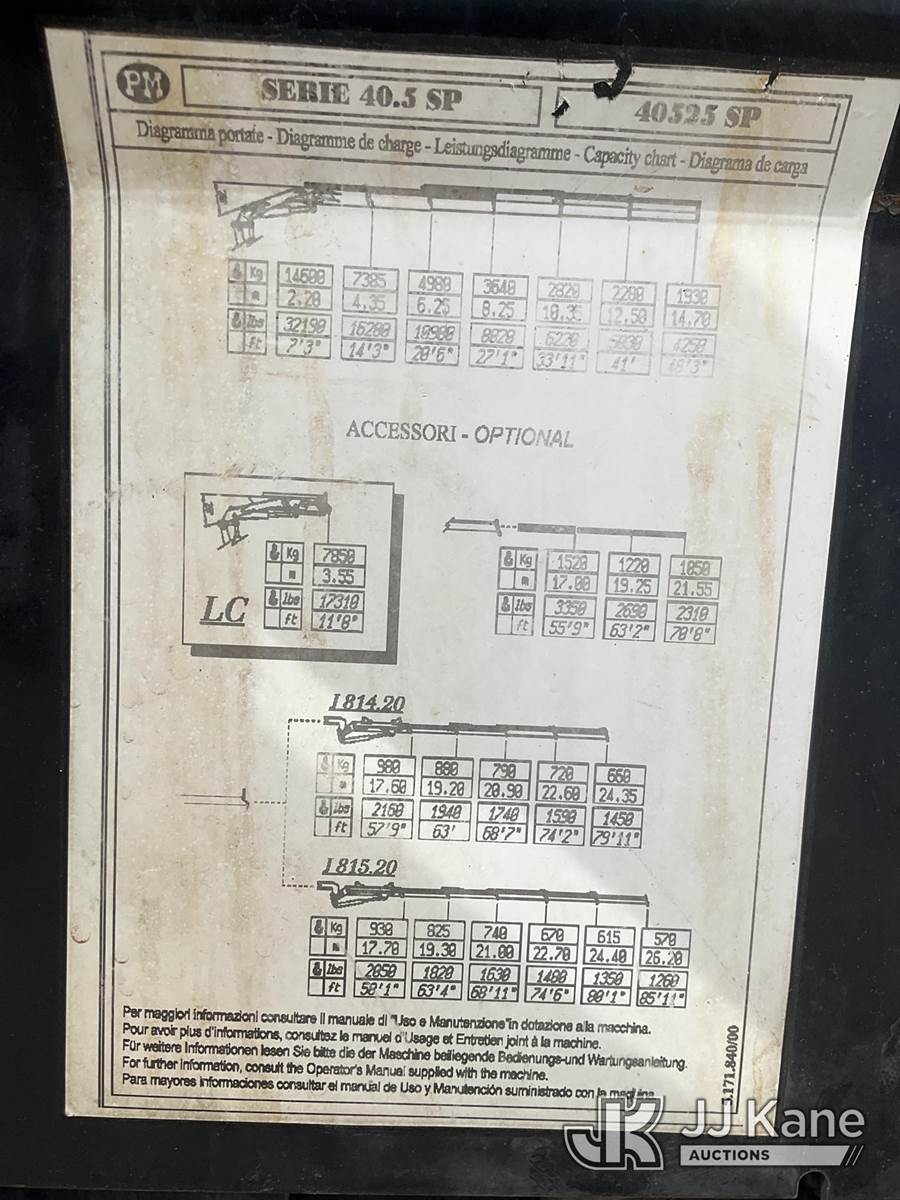 PM SERIE 40.5 SP 40525 SP
Diagramma portate - Diagramme de charge - Leistungsdiagramme - Capacity chart - Diagrama de carga
Kg 14600 7385 4980 3640 2820 2280 1930
m 2.20 4.35 6.25 8.25 10.35 12.50 14.70
lbs 32190 16280 10980 8020 6230 5030 4250
ft 7'3" 14'3" 20'6" 27'1" 33'11" 41' 48'3"
ACCESSORI - OPTIONAL
LC
Kg 7850
m 3.55
lbs 17310
ft 11'8"
Kg 1520 1220 1050
m 17.00 19.25 21.55
lbs 3350 2690 2310
ft 55'9" 63'2" 70'8"
J 814.20
Kg 980 880 790 720 660
m 17.60 19.20 20.90 22.60 24.35
lbs 2160 1940 1740 1590 1450
ft 57'9" 63' 68'7" 74'2" 79'11"
J 815.20
Kg 930 825 740 670 615 570
m 17.70 19.30 21.00 22.70 24.40 26.20
lbs 2050 1820 1630 1480 1350 1260
ft 58'1" 63'4" 68'11" 74'6" 80'1" 85'11"
Per maggiori informazioni consultare il manuale di "Uso e Manutenzione"in dotazione alla macchina.
Pour avoir plus d'informations, consultez le manuel d'Usage et Entretien joint à la machine.
Für weitere Informationen lesen Sie bitte die der Maschine beiliegende Bedienungs-und Wartungsanleitung.
For further information, consult the Operator's Manual supplied with the machine.
Para mayores informaciones consultar el manual de Uso y Manutención suministrado con la maquina
.171.840/00
JK JJ Kane
AUCTIONS